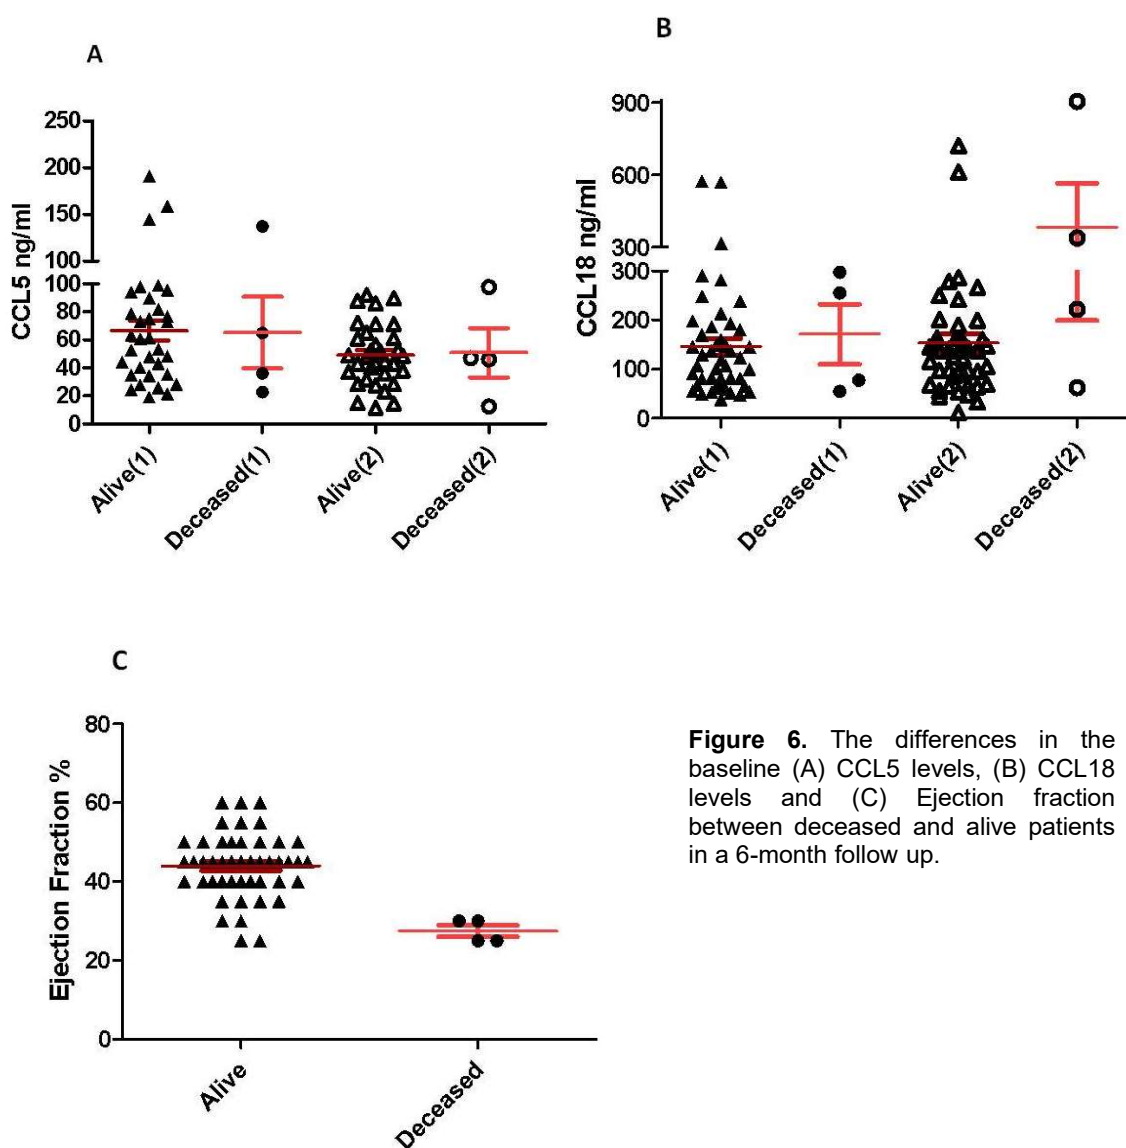 A
CCL5 ng/ml
250
200
150
100
100
80
60
40
20
0
Alive(1)
Deceased(1)
Alive(2)
Deceased(2)
B
CCL18 ng/ml
900
600
300
300
200
100
0
Alive(1)
Deceased(1)
Alive(2)
Deceased(2)
C
Ejection Fraction %
80
60
40
20
0
Alive
Deceased
Figure 6. The differences in the
baseline (A) CCL5 levels, (B) CCL18
levels and (C) Ejection fraction
between deceased and alive patients
in a 6-month follow up.